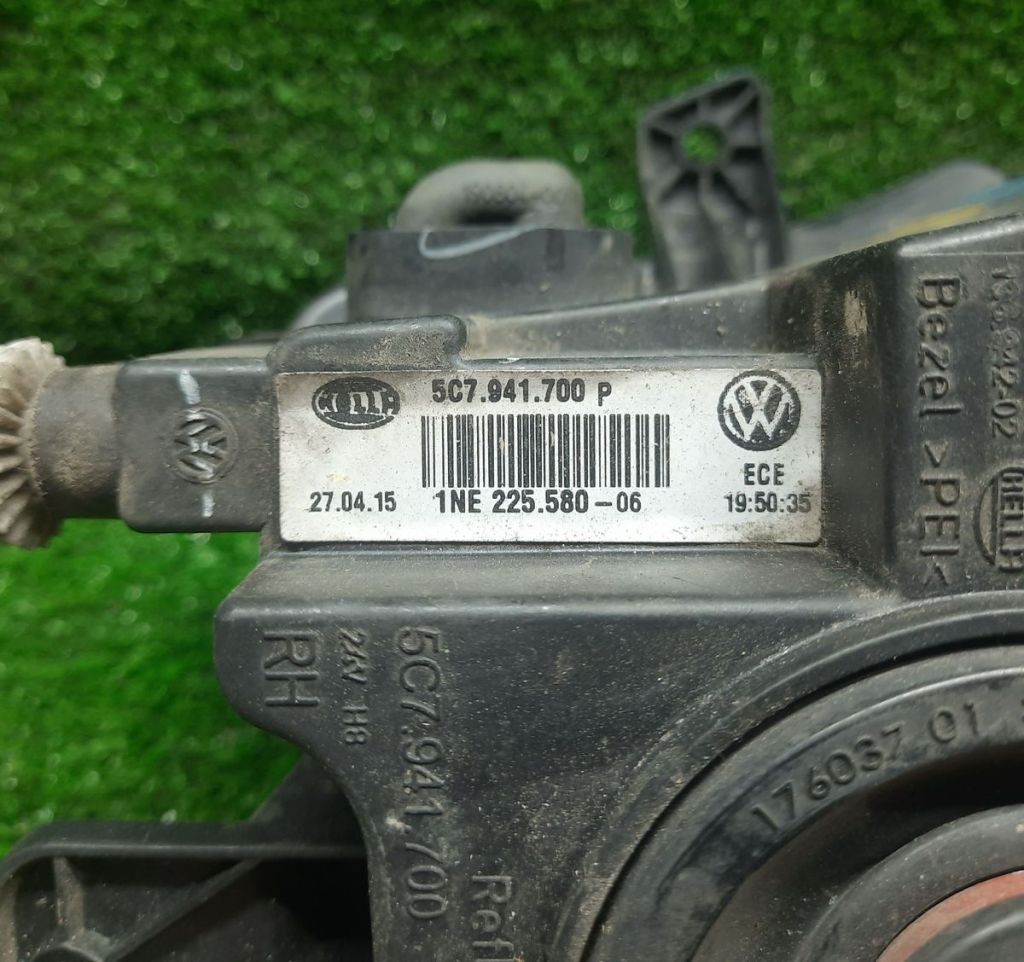 HELLA
5C7.941.700 P
27.04.15
1NE 225.580-06
ECE
19:50:35
Bezel >PEI<
HELLA
RH
24V H8
5C7.941.700
176037.01